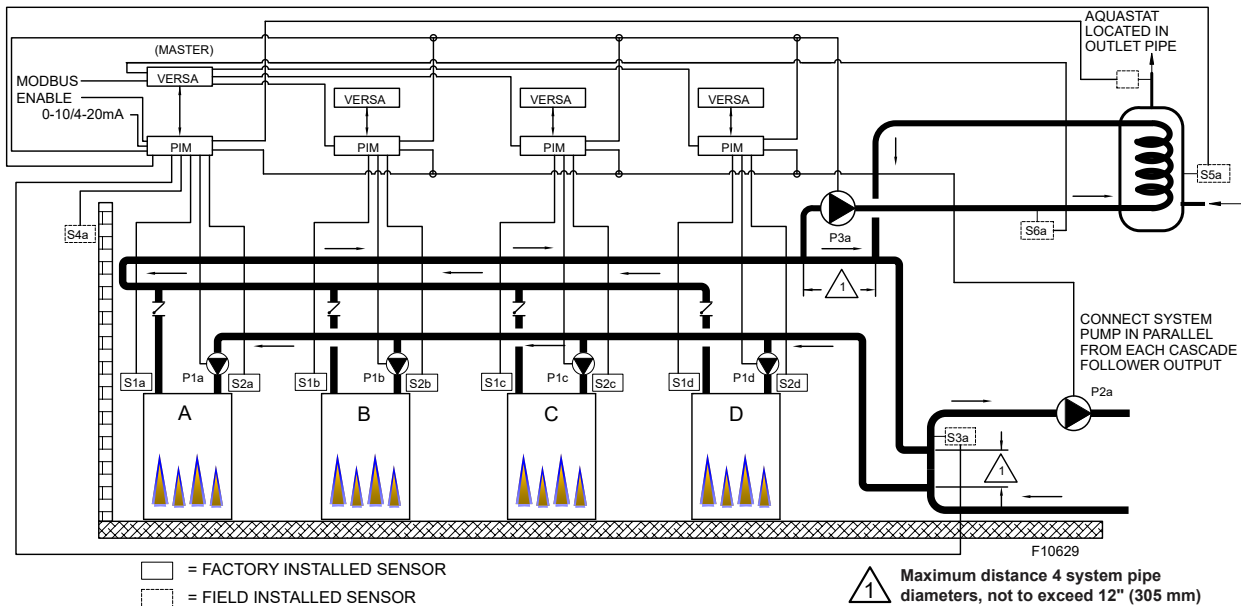 AQUASTAT
LOCATED IN
OUTLET PIPE
(MASTER)
MODBUS
ENABLE
0-10/4-20mA
VERSA
VERSA
VERSA
VERSA
PIM
PIM
PIM
PIM
S4a
S5a
S6a
P3a
1
CONNECT SYSTEM
PUMP IN PARALLEL
FROM EACH CASCADE
FOLLOWER OUTPUT
S1a
P1a
S2a
S1b
P1b
S2b
S1c
P1c
S2c
S1d
P1d
S2d
P2a
A
B
C
D
S3a
1
F10629
= FACTORY INSTALLED SENSOR
= FIELD INSTALLED SENSOR
1
Maximum distance 4 system pipe
diameters, not to exceed 12" (305 mm)